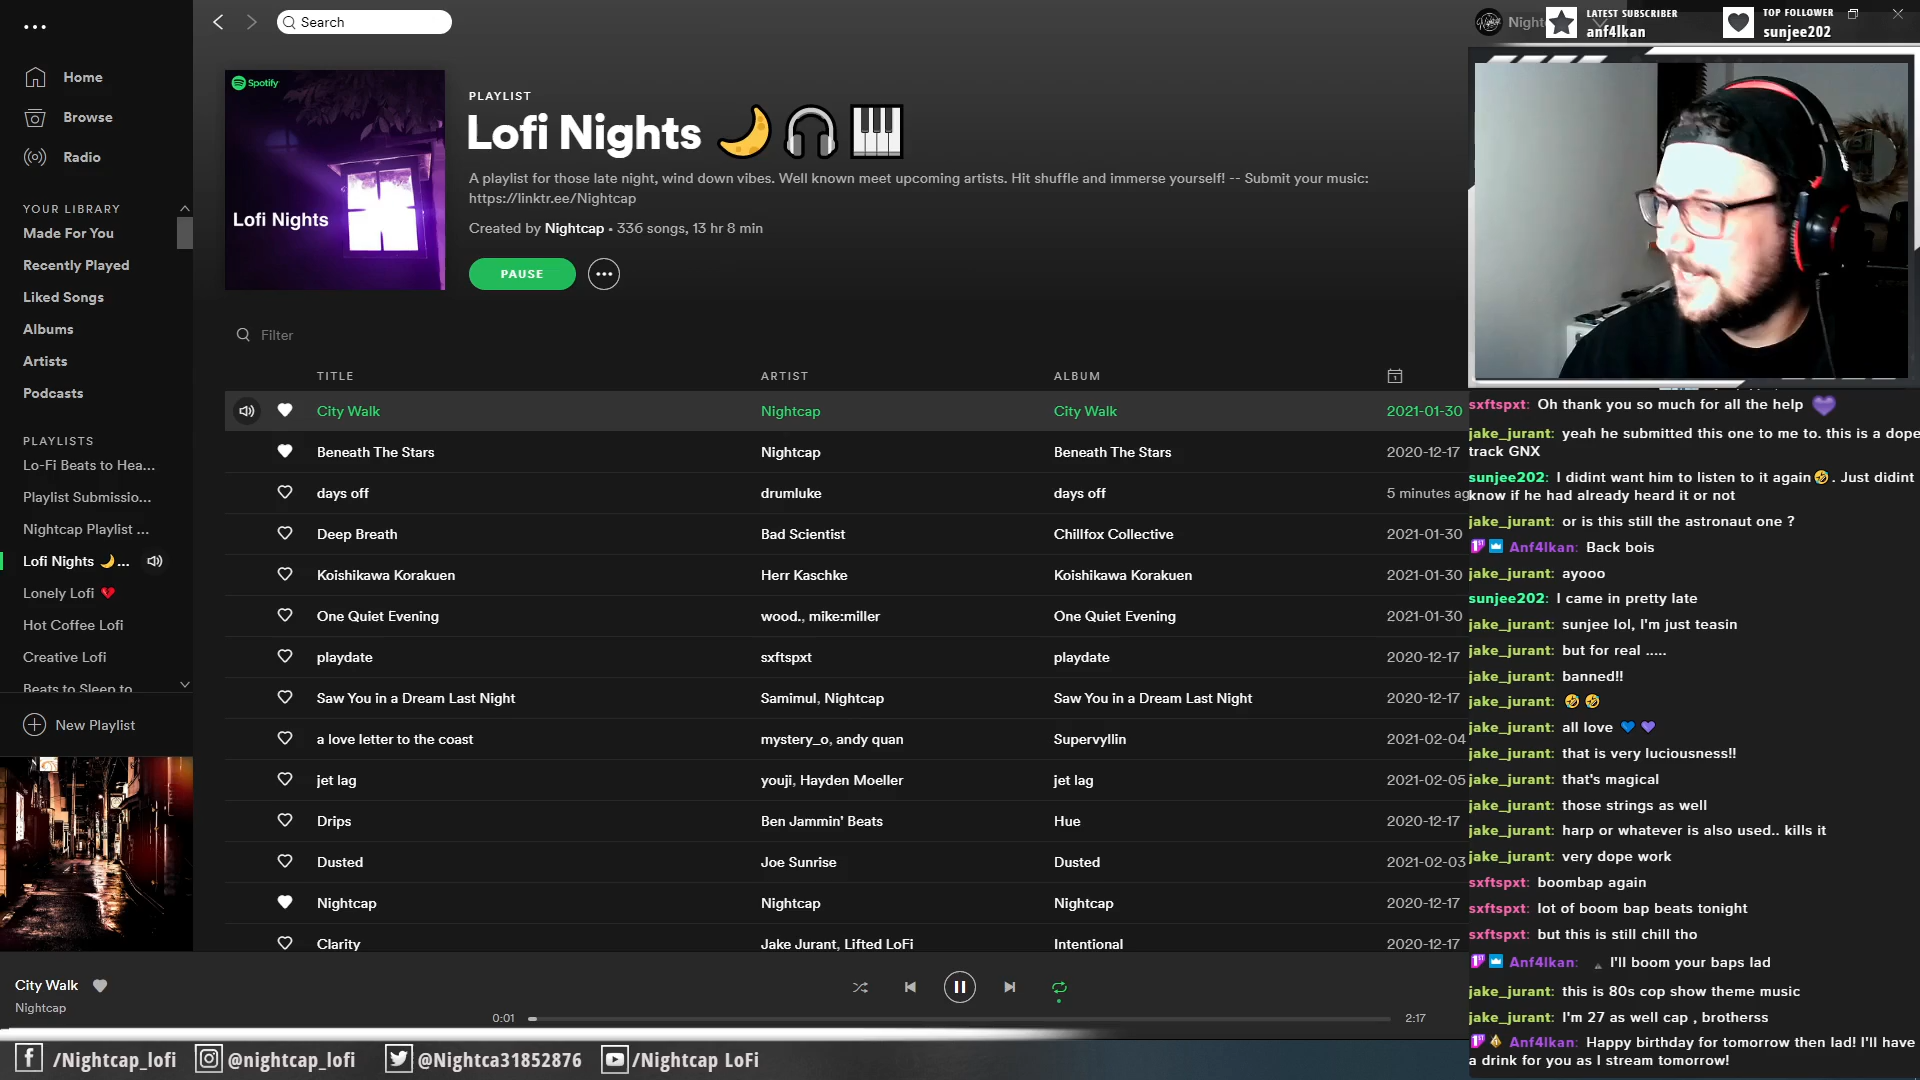 Search
Nigh
LATEST SUBSCRIBER
anf4lkan
TOP FOLLOWER
sunjee202
Home
Browse
Radio
YOUR LIBRARY
Made For You
Recently Played
Liked Songs
Albums
Artists
Podcasts
PLAYLISTS
Lo-Fi Beats to Hea...
Playlist Submissio...
Nightcap Playlist ...
Lofi Nights 🌙...
Lonely Lofi 💔
Hot Coffee Lofi
Creative Lofi
Beats to Sleep to
New Playlist
Spotify
Lofi Nights
PLAYLIST
Lofi Nights 🌙🎧🎹
A playlist for those late night, wind down vibes. Well known meet upcoming artists. Hit shuffle and immerse yourself! -- Submit your music:
https://linktr.ee/Nightcap
Created by Nightcap • 336 songs, 13 hr 8 min
PAUSE
Filter
TITLE ARTIST ALBUM
City Walk Nightcap City Walk 2021-01-30
Beneath The Stars Nightcap Beneath The Stars 2020-12-17
days off drumluke days off 5 minutes ag
Deep Breath Bad Scientist Chillfox Collective 2021-01-30
Koishikawa Korakuen Herr Kaschke Koishikawa Korakuen 2021-01-30
One Quiet Evening wood., mike:miller One Quiet Evening 2021-01-30
playdate sxftspxt playdate 2020-12-17
Saw You in a Dream Last Night Samimul, Nightcap Saw You in a Dream Last Night 2020-12-17
a love letter to the coast mystery_o, andy quan Supervyllin 2021-02-04
jet lag youji, Hayden Moeller jet lag 2021-02-05
Drips Ben Jammin' Beats Hue 2020-12-17
Dusted Joe Sunrise Dusted 2021-02-03
Nightcap Nightcap Nightcap 2020-12-17
Clarity Jake Jurant, Lifted LoFi Intentional 2020-12-17
sxftspxt: Oh thank you so much for all the help 💜
jake_jurant: yeah he submitted this one to me to. this is a dope
track GNX
sunjee202: I didint want him to listen to it again🤣. Just didint
know if he had already heard it or not
jake_jurant: or is this still the astronaut one ?
Anf4lkan: Back bois
jake_jurant: ayooo
sunjee202: I came in pretty late
jake_jurant: sunjee lol, I'm just teasin
jake_jurant: but for real .....
jake_jurant: banned!!
jake_jurant: 🤣 🤣
jake_jurant: all love 💙 💜
jake_jurant: that is very luciousness!!
jake_jurant: that's magical
jake_jurant: those strings as well
jake_jurant: harp or whatever is also used.. kills it
jake_jurant: very dope work
sxftspxt: boombap again
sxftspxt: lot of boom bap beats tonight
sxftspxt: but this is still chill tho
Anf4lkan: I'll boom your baps lad
jake_jurant: this is 80s cop show theme music
jake_jurant: I'm 27 as well cap , brotherss
Anf4lkan: Happy birthday for tomorrow then lad! I'll have
a drink for you as I stream tomorrow!
City Walk
Nightcap
0:01
2:17
/Nightcap_lofi
@nightcap_lofi
@Nightca31852876
/Nightcap LoFi